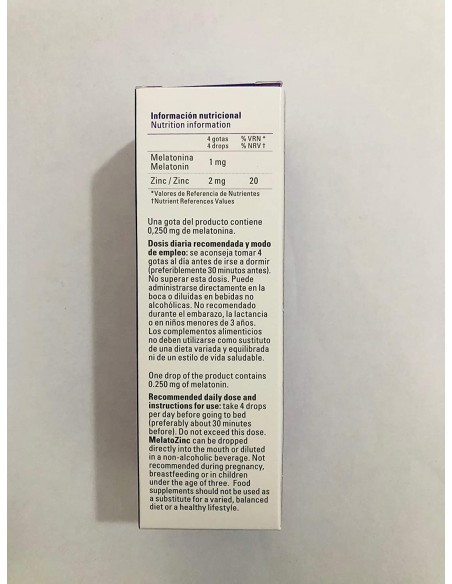 Información nutricional
Nutrition information
4 gotas % VRN *
4 drops % NRV †
Melatonina
Melatonin 1 mg
Zinc / Zinc 2 mg 20
*Valores de Referencia de Nutrientes
†Nutrient References Values
Una gota del producto contiene
0,250 mg de melatonina.
Dosis diaria recomendada y modo
de empleo: se aconseja tomar 4
gotas al día antes de irse a dormir
(preferiblemente 30 minutos antes).
No superar esta dosis. Puede
administrarse directamente en la
boca o diluidas en bebidas no
alcohólicas. No recomendado
durante el embarazo, la lactancia
o en niños menores de 3 años.
Los complementos alimenticios
no deben utilizarse como sustituto
de una dieta variada y equilibrada
ni de un estilo de vida saludable.
One drop of the product contains
0.250 mg of melatonin.
Recommended daily dose and
instructions for use: take 4 drops
per day before going to bed
(preferably about 30 minutes
before). Do not exceed this dose.
MelatoZinc can be dropped
directly into the mouth or diluted
in a non-alcoholic beverage. Not
recommended during pregnancy,
breastfeeding or in children
under the age of three. Food
supplements should not be used as
a substitute for a varied, balanced
diet or a healthy lifestyle.